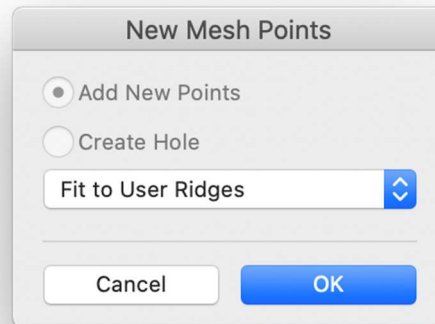 New Mesh Points
Add New Points
Create Hole
Fit to User Ridges
Cancel
OK